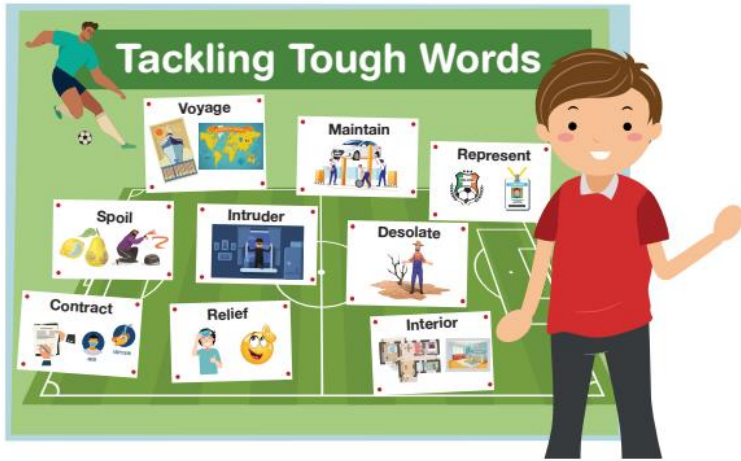 Tackling Tough Words
Voyage
Maintain
Represent
Spoil
Intruder
Desolate
Contract
Relief
Interior